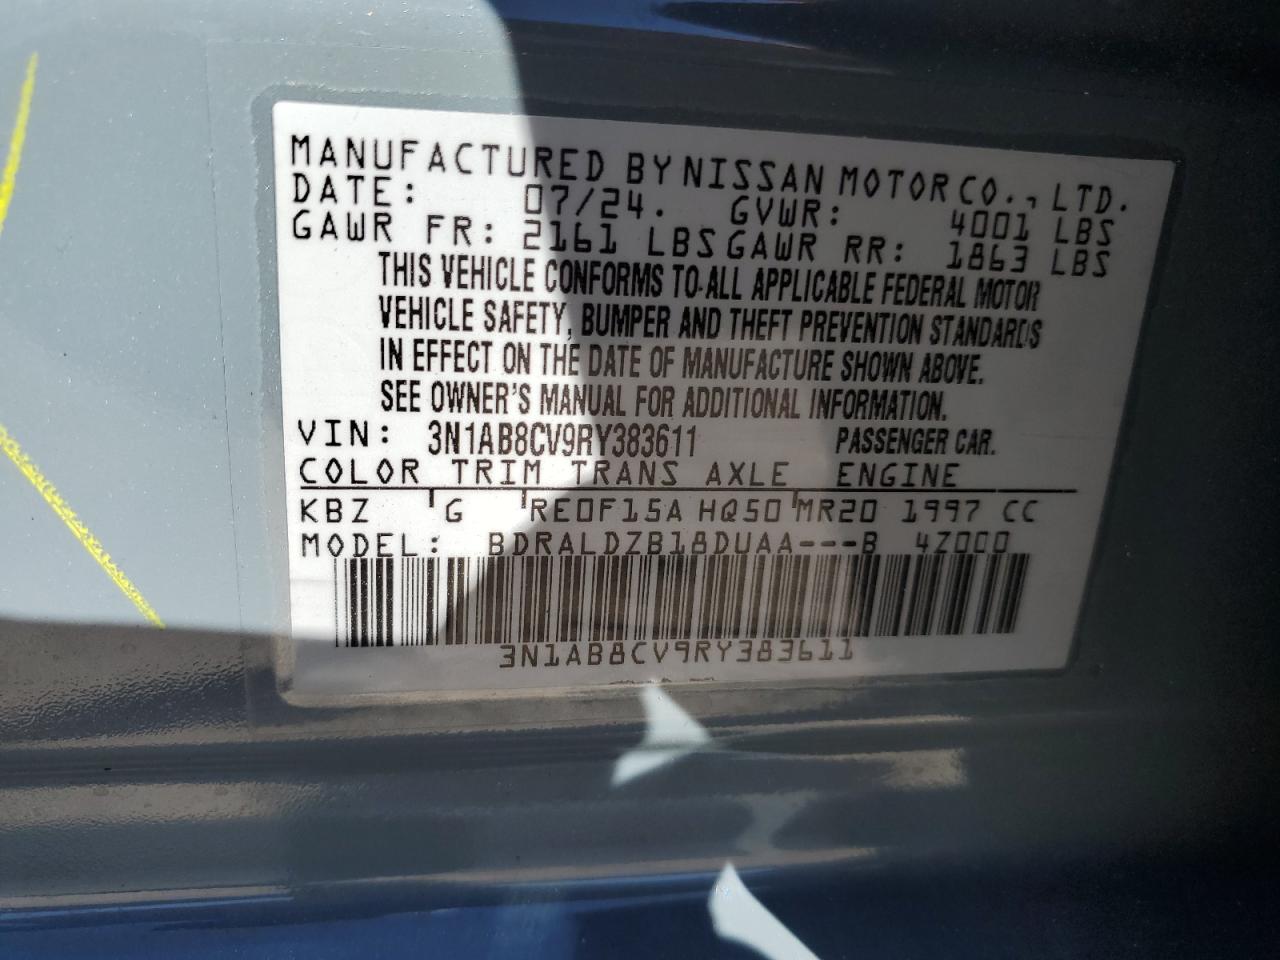 MANUFACTURED BY NISSAN MOTOR CO., LTD.
DATE: 07/24. GVWR: 4001 LBS
GAWR FR: 2161 LBS GAWR RR: 1863 LBS
THIS VEHICLE CONFORMS TO ALL APPLICABLE FEDERAL MOTOR
VEHICLE SAFETY, BUMPER AND THEFT PREVENTION STANDARDS
IN EFFECT ON THE DATE OF MANUFACTURE SHOWN ABOVE.
SEE OWNER'S MANUAL FOR ADDITIONAL INFORMATION.
VIN: 3N1AB8CV9RY383611 PASSENGER CAR.
COLOR TRIM TRANS AXLE ENGINE
KBZ G RE0F15A HQ50 MR20 1997 CC
MODEL: BDRALDZB18DUAA---B 4Z000
3N1AB8CV9RY383611